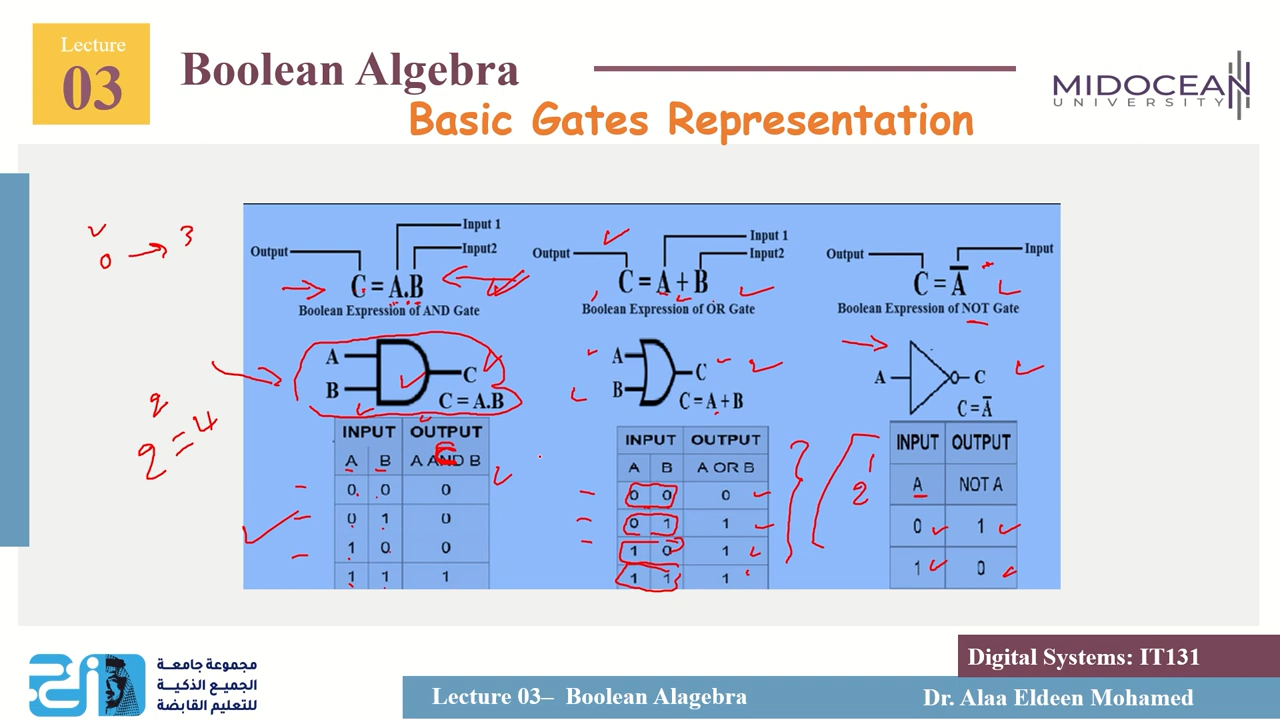 Lecture
03
Boolean Algebra
Basic Gates Representation
MIDOCEAN
UNIVERSITY
0 → 3
2 = 4
Output
Input 1
Input2
C = A.B
Boolean Expression of AND Gate
A
B
C
C = A.B
INPUT OUTPUT
A B A AND B
0 0 0
0 1 0
1 0 0
1 1 1
Output
Input 1
Input2
C = A + B
Boolean Expression of OR Gate
A
B
C
C = A + B
INPUT OUTPUT
A B A OR B
0 0 0
0 1 1
1 0 1
1 1 1
1
2
Output
Input
C = A̅
Boolean Expression of NOT Gate
A
C
C = A̅
INPUT OUTPUT
A NOT A
0 1
1 0
مجموعة جامعة
الجميع الذكية
للتعليم القابضة
Digital Systems: IT131
Lecture 03– Boolean Alagebra
Dr. Alaa Eldeen Mohamed